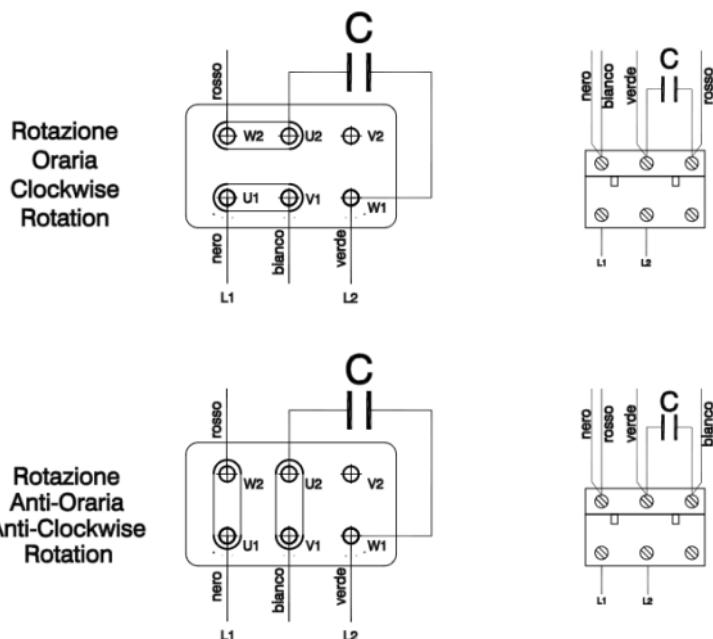 Rotazione
Oraria
Clockwise
Rotation
rosso
C
W2 U2 V2
U1 V1 W1
nero bianco verde
L1 L2
nero bianco verde C rosso
L1 L2
Rotazione
Anti-Oraria
Anti-Clockwise
Rotation
rosso
C
W2 U2 V2
U1 V1 W1
nero bianco verde
L1 L2
nero rosso verde C bianco
L1 L2